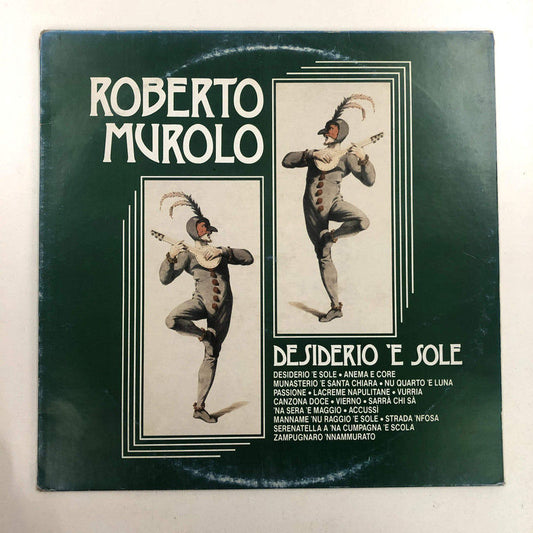 ROBERTO
MUROLO
DESIDERIO 'E SOLE
DESIDERIO 'E SOLE • ANEMA E CORE
MUNASTERIO 'E SANTA CHIARA • NU QUARTO 'E LUNA
PASSIONE • LACREME NAPULITANE • VURRIA
CANZONA DOCE • VIERNO • SARRÀ CHI SÀ
'NA SERA 'E MAGGIO • ACCUSSÌ
MANNAME 'NU RAGGIO 'E SOLE • STRADA 'NFOSA
SERENATELLA A 'NA CUMPAGNA 'E SCOLA
ZAMPUGNARO 'NNAMMURATO